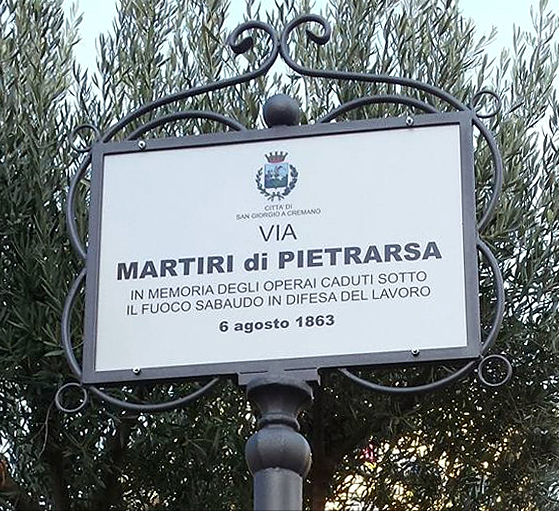 CITTÀ DI
SAN GIORGIO A CREMANO
VIA
MARTIRI di PIETRARSA
IN MEMORIA DEGLI OPERAI CADUTI SOTTO
IL FUOCO SABAUDO IN DIFESA DEL LAVORO
6 agosto 1863